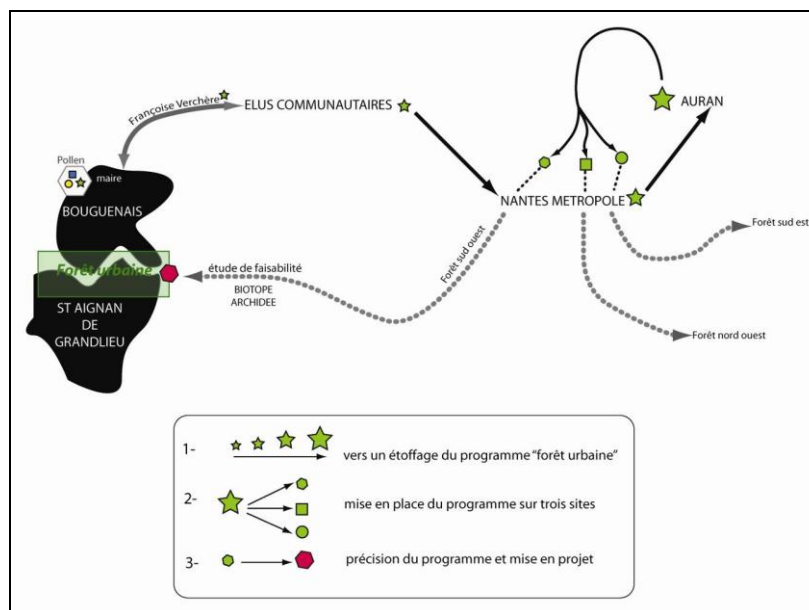 Françoise Verchère
ELUS COMMUNAUTAIRES
AURAN
Pollen
maire
BOUGUENAIS
NANTES METROPOLE
Forêt sud est
Forêt urbaine
étude de faisabilité
BIOTOPE
ARCHIDEE
Forêt sud ouest
ST AIGNAN
DE
GRANDLIEU
Forêt nord ouest
1-
vers un étoffage du programme "forêt urbaine"
2-
mise en place du programme sur trois sites
3-
précision du programme et mise en projet